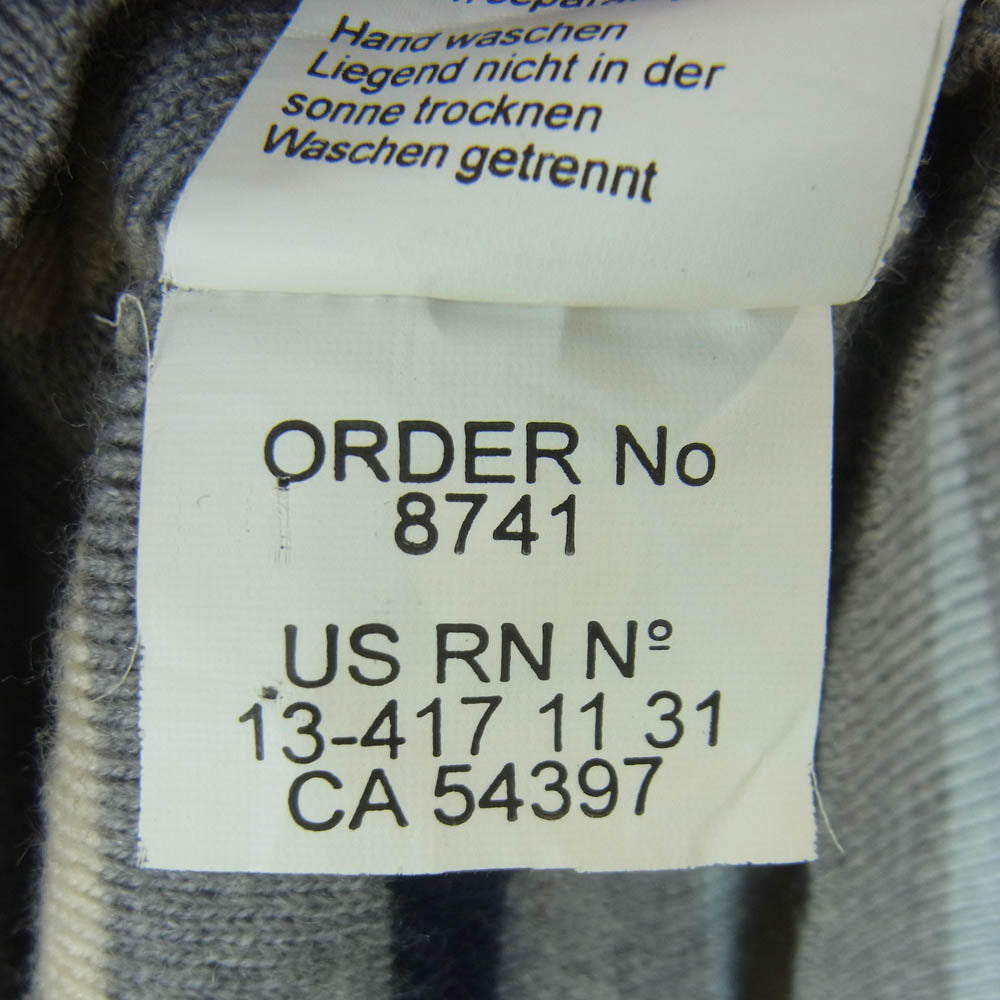 Hand waschen
Liegend nicht in der
sonne trocknen
Waschen getrennt
ORDER No
8741
US RN Nº
13-417 11 31
CA 54397